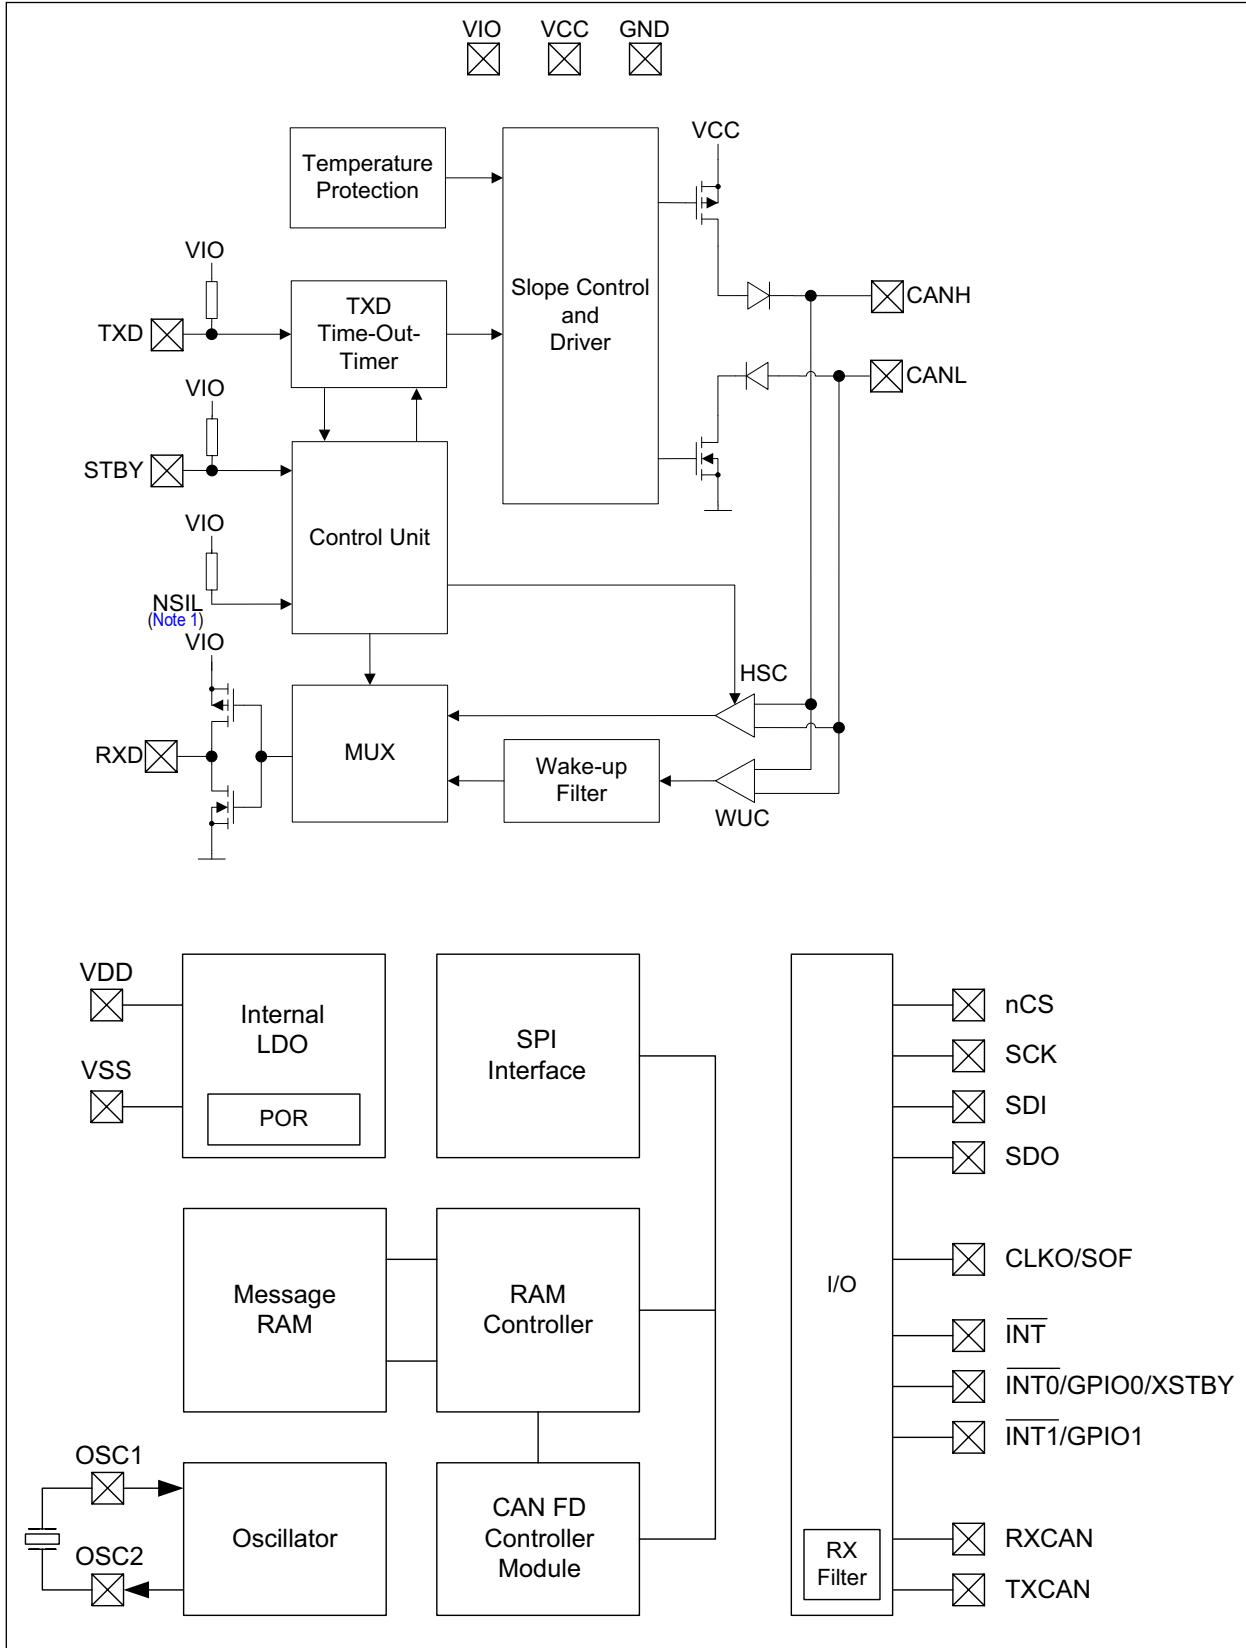 VIO VCC GND
Temperature
Protection
VCC
VIO
TXD
TXD
Time-Out-
Timer
Slope Control
and
Driver
CANH
CANL
VIO
STBY
Control Unit
VIO
NSIL
(Note 1)
VIO
HSC
RXD
MUX
Wake-up
Filter
WUC
VDD
VSS
Internal
LDO
POR
SPI
Interface
nCS
SCK
SDI
SDO
Message
RAM
RAM
Controller
I/O
CLKO/SOF
INT
INT0/GPIO0/XSTBY
INT1/GPIO1
OSC1
OSC2
Oscillator
CAN FD
Controller
Module
RX
Filter
RXCAN
TXCAN